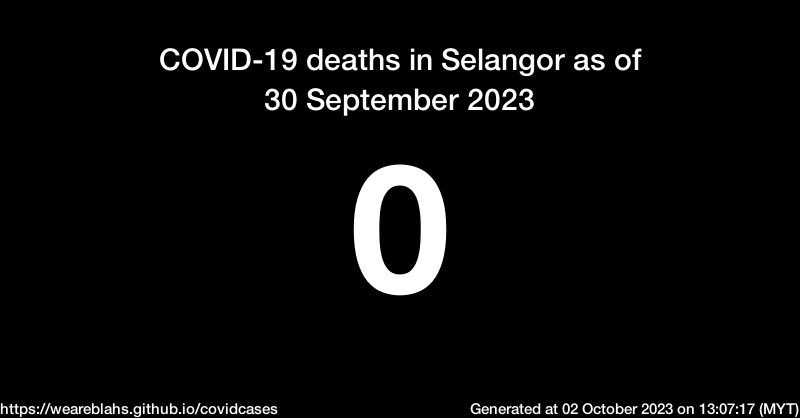 COVID-19 deaths in Selangor as of
30 September 2023
0
https://weareblahs.github.io/covidcases
Generated at 02 October 2023 on 13:07:17 (MYT)